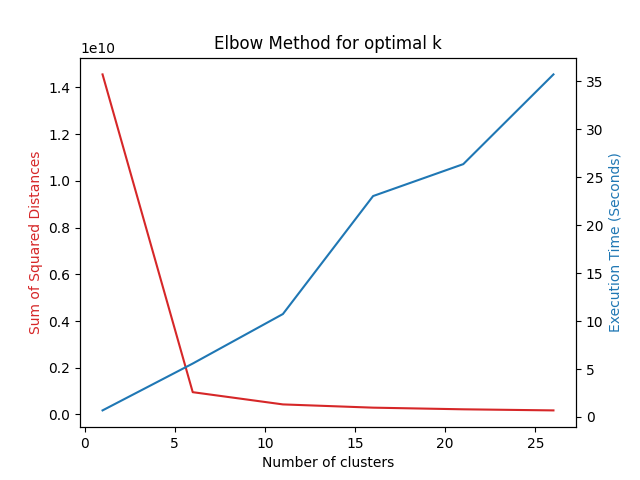 Elbow Method for optimal k
1e10
1.4
1.2
1.0
0.8
0.6
0.4
0.2
0.0
Sum of Squared Distances
35
30
25
20
15
10
5
0
Execution Time (Seconds)
0 5 10 15 20 25
Number of clusters